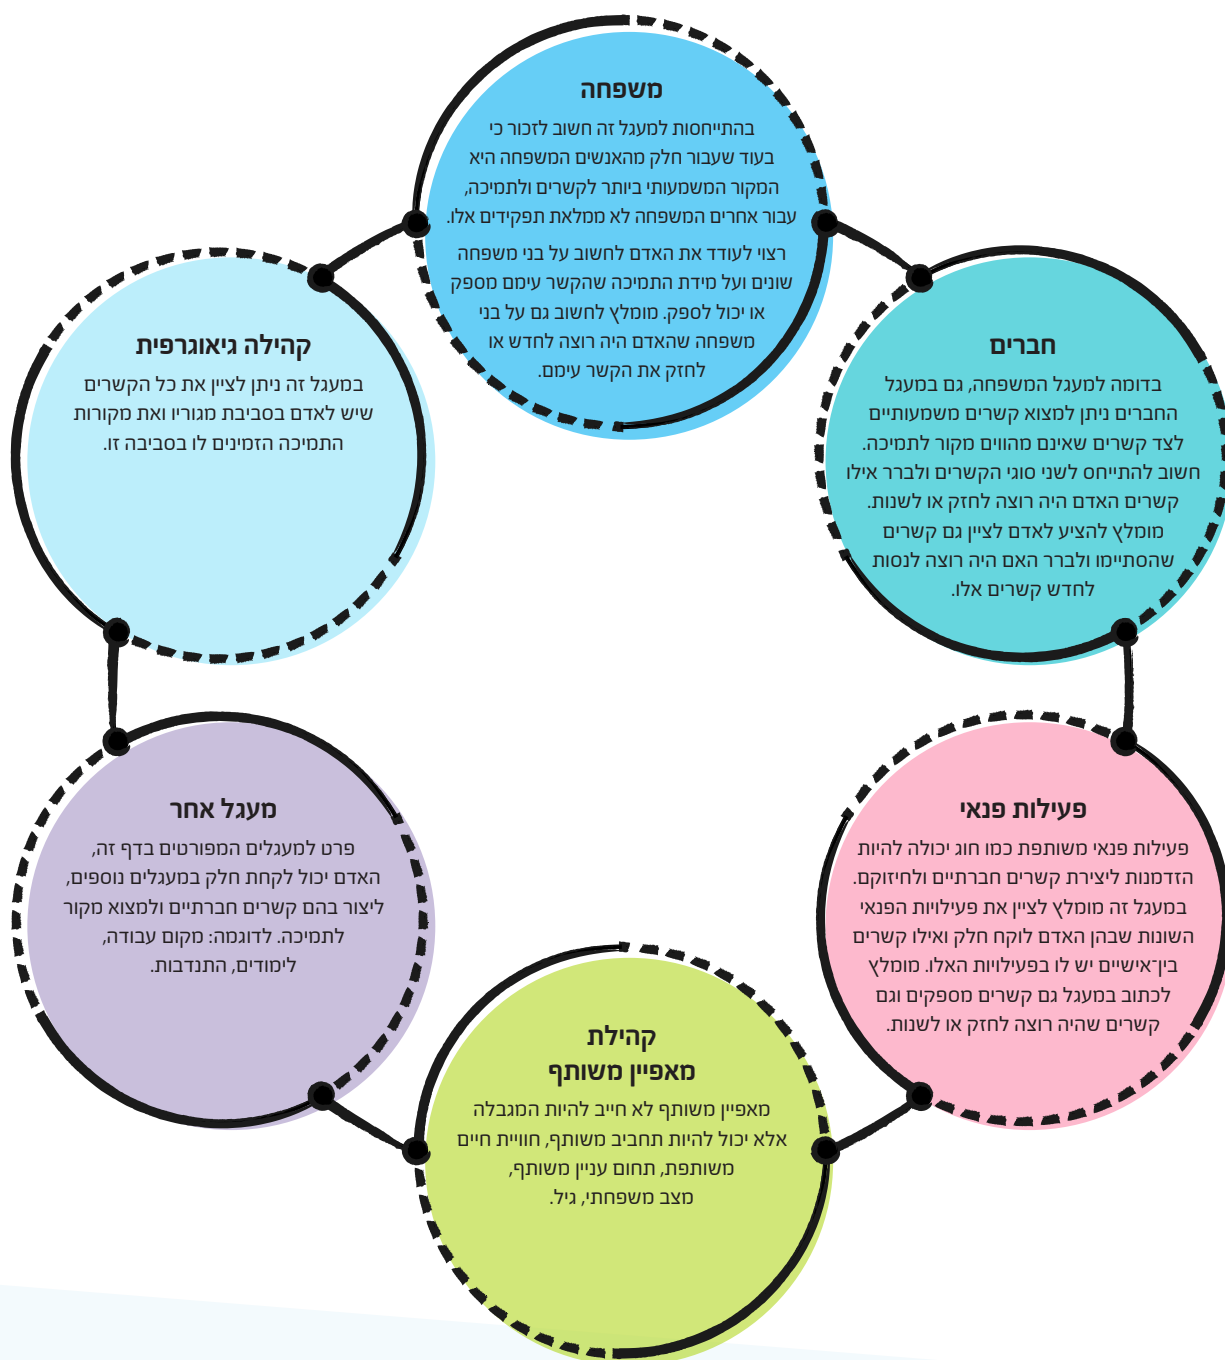 משפחה
בהתייחסות למעגל זה חשוב לזכור כי
בעוד שעבור חלק מהאנשים המשפחה היא
המקור המשמעותי ביותר לקשרים ולתמיכה,
עבור אחרים המשפחה לא ממלאת תפקידים אלו.
רצוי לעודד את האדם לחשוב על בני משפחה
שונים ועל מידת התמיכה שהקשר עימם מספק
או יכול לספק. מומלץ לחשוב גם על בני
משפחה שהאדם היה רוצה לחדש או
לחזק את הקשר עימם.
חברים
בדומה למעגל המשפחה, גם במעגל
החברים ניתן למצוא קשרים משמעותיים
לצד קשרים שאינם מהווים מקור לתמיכה.
חשוב להתייחס לשני סוגי הקשרים ולברר אילו
קשרים האדם היה רוצה לחזק או לשנות.
מומלץ להציע לאדם לציין גם קשרים
שהסתיימו ולברר האם היה רוצה לנסות
לחדש קשרים אלו.
פעילות פנאי
פעילות פנאי משותפת כמו חוג יכולה להיות
הזדמנות ליצירת קשרים חברתיים ולחיזוקם.
במעגל זה מומלץ לציין את פעילויות הפנאי
השונות שבהן האדם לוקח חלק ואילו קשרים
בין־אישיים יש לו בפעילויות האלו. מומלץ
לכתוב במעגל גם קשרים מספקים וגם
קשרים שהיה רוצה לחזק או לשנות.
קהילת
מאפיין משותף
מאפיין משותף לא חייב להיות המגבלה
אלא יכול להיות תחביב משותף, חוויית חיים
משותפת, תחום עניין משותף,
מצב משפחתי, גיל.
מעגל אחר
פרט למעגלים המפורטים בדף זה,
האדם יכול לקחת חלק במעגלים נוספים,
ליצור בהם קשרים חברתיים ולמצוא מקור
לתמיכה. לדוגמה: מקום עבודה,
לימודים, התנדבות.
קהילה גיאוגרפית
במעגל זה ניתן לציין את כל הקשרים
שיש לאדם בסביבת מגוריו ואת מקורות
התמיכה הזמינים לו בסביבה זו.